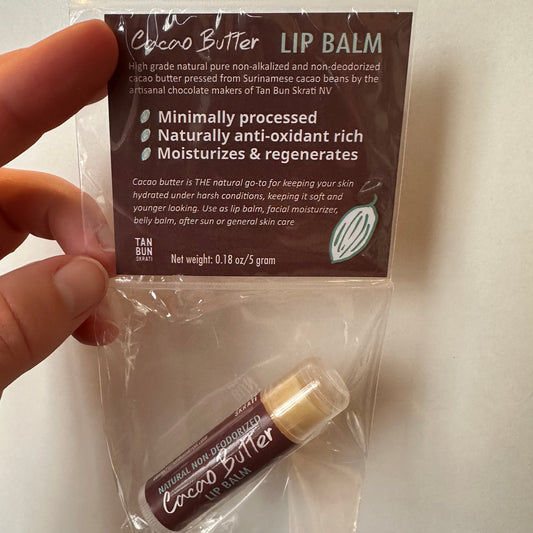 Cacao Butter LIP BALM
High grade natural pure non-alkalized and non-deodorized
cacao butter pressed from Surinamese cacao beans by the
artisanal chocolate makers of Tan Bun Skrati NV
Minimally processed
Naturally anti-oxidant rich
Moisturizes & regenerates
Cacao butter is THE natural go-to for keeping your skin
hydrated under harsh conditions, keeping it soft and
younger looking. Use as lip balm, facial moisturizer,
belly balm, after sun or general skin care
TAN
BUN
SKRATI
Net weight: 0.18 oz/5 gram
SKRATI
NATURAL NON-DEODORIZED
Cacao Butter
LIP BALM